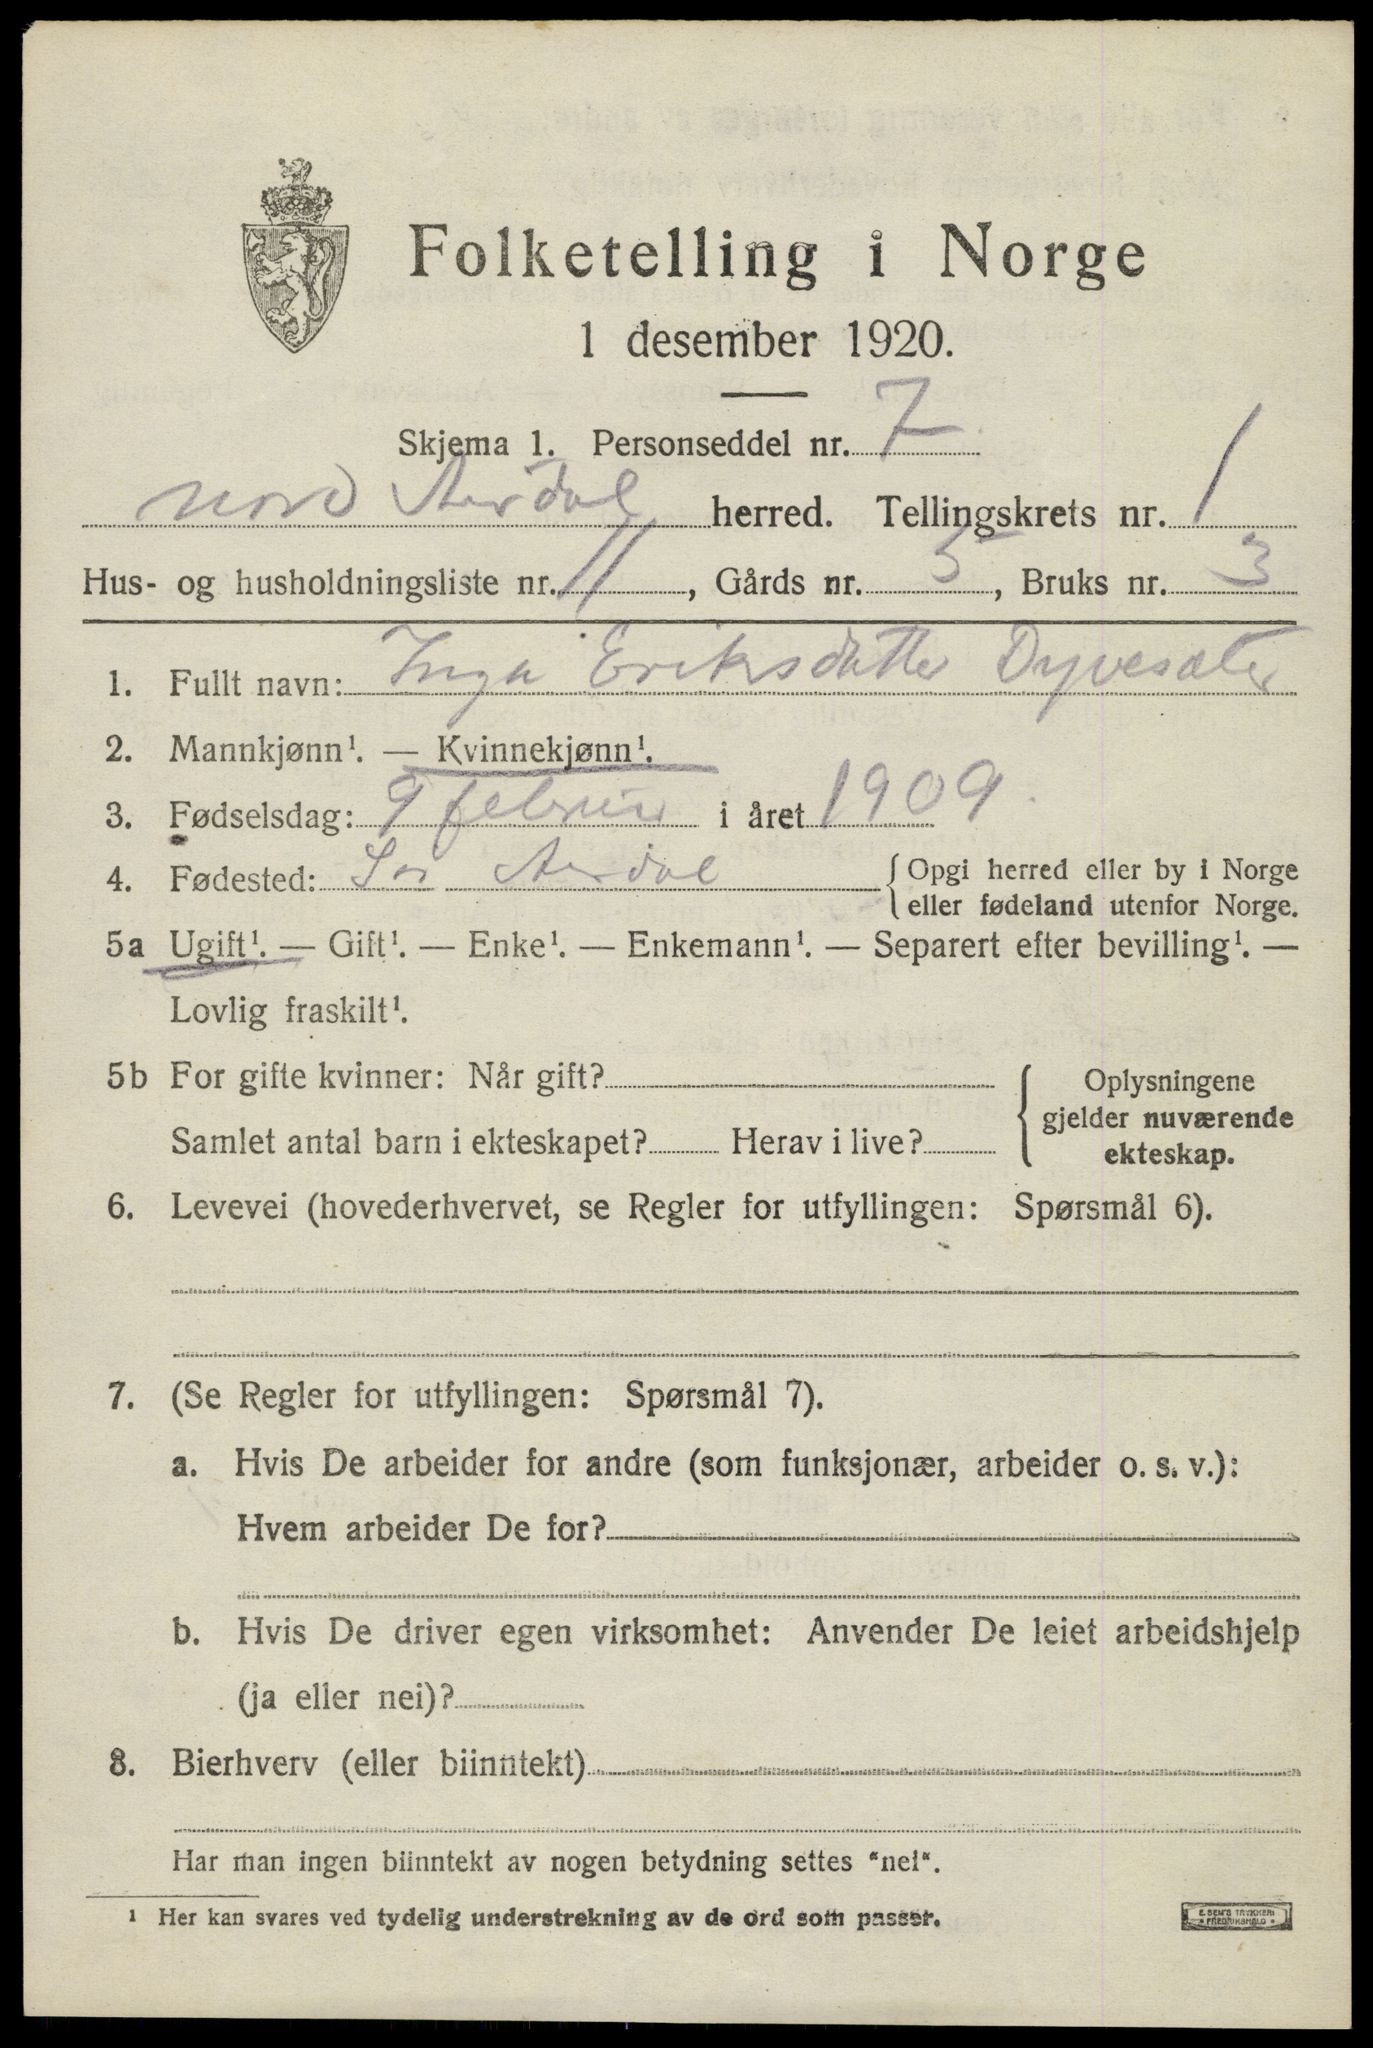 Folketelling i Norge
1 desember 1920.
Skjema 1. Personseddel nr. 7
Nord Aurdal herred. Tellingskrets nr. 1
Hus- og husholdningsliste nr. 11, Gårds nr. 5, Bruks nr. 3
1. Fullt navn: Inga Eriksdatter Dyvesæter
2. Mannkjønn¹. — Kvinnekjønn¹.
3. Fødselsdag: 9 februar i året 1909
4. Fødested: Sør Aurdal { Opgi herred eller by i Norge
eller fødeland utenfor Norge.
5a Ugift¹. — Gift¹. — Enke¹. — Enkemann¹. — Separert efter bevilling¹. —
Lovlig fraskilt¹.
5b For gifte kvinner: Når gift?
Samlet antal barn i ekteskapet? Herav i live?
{ Oplysningene
gjelder nuværende
ekteskap.
6. Levevei (hovederhvervet, se Regler for utfyllingen: Spørsmål 6).
7. (Se Regler for utfyllingen: Spørsmål 7).
a. Hvis De arbeider for andre (som funksjonær, arbeider o. s. v.):
Hvem arbeider De for?
b. Hvis De driver egen virksomhet: Anvender De leiet arbeidshjelp
(ja eller nei)?
8. Bierhverv (eller biinntekt)
Har man ingen biinntekt av nogen betydning settes "nei".
¹ Her kan svares ved tydelig understrekning av de ord som passer.
E. SEM'S TRYKKERI
FREDRIKSHALD